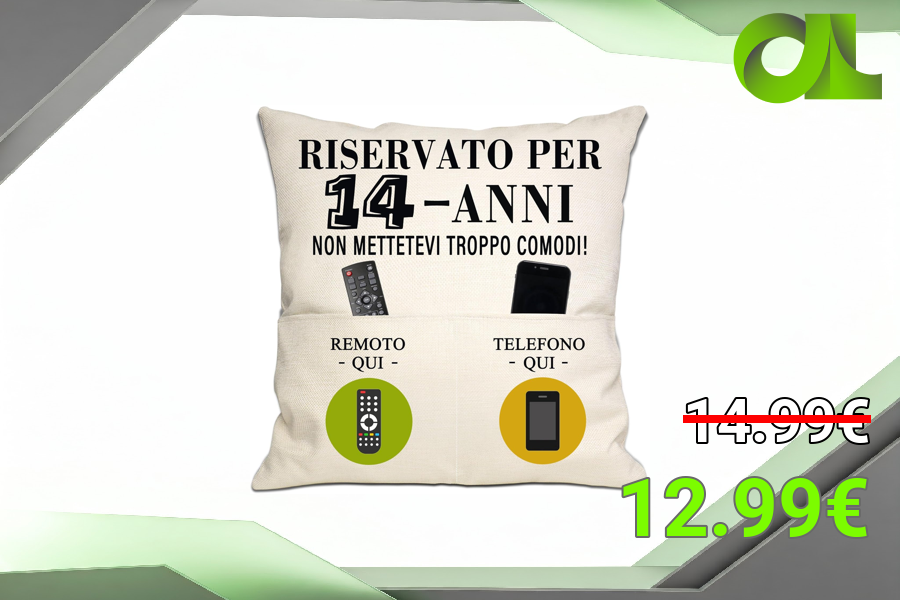 RISERVATO PER
14-ANNI
NON METTETEVI TROPPO COMODI!
REMOTO
- QUI -
TELEFONO
- QUI -
14.99€
12.99€